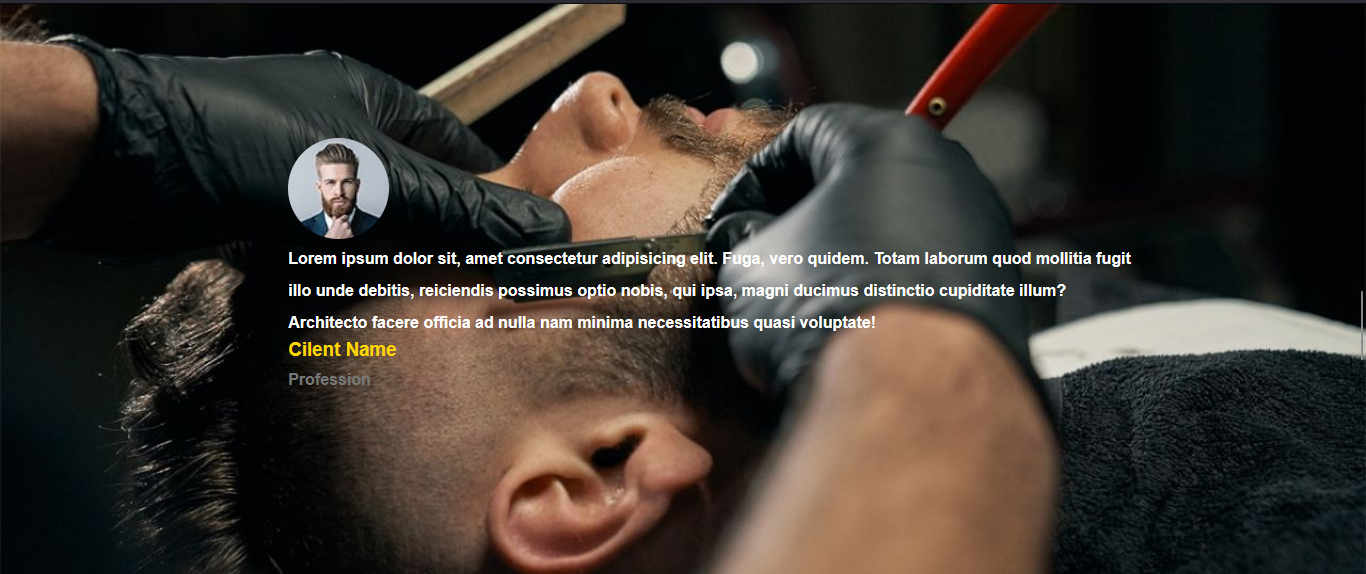 Lorem ipsum dolor sit, amet consectetur adipisicing elit. Fuga, vero quidem. Totam laborum quod mollitia fugit
illo unde debitis, reiciendis possimus optio nobis, qui ipsa, magni ducimus distinctio cupiditate illum?
Architecto facere officia ad nulla nam minima necessitatibus quasi voluptate!
Cilent Name
Profession